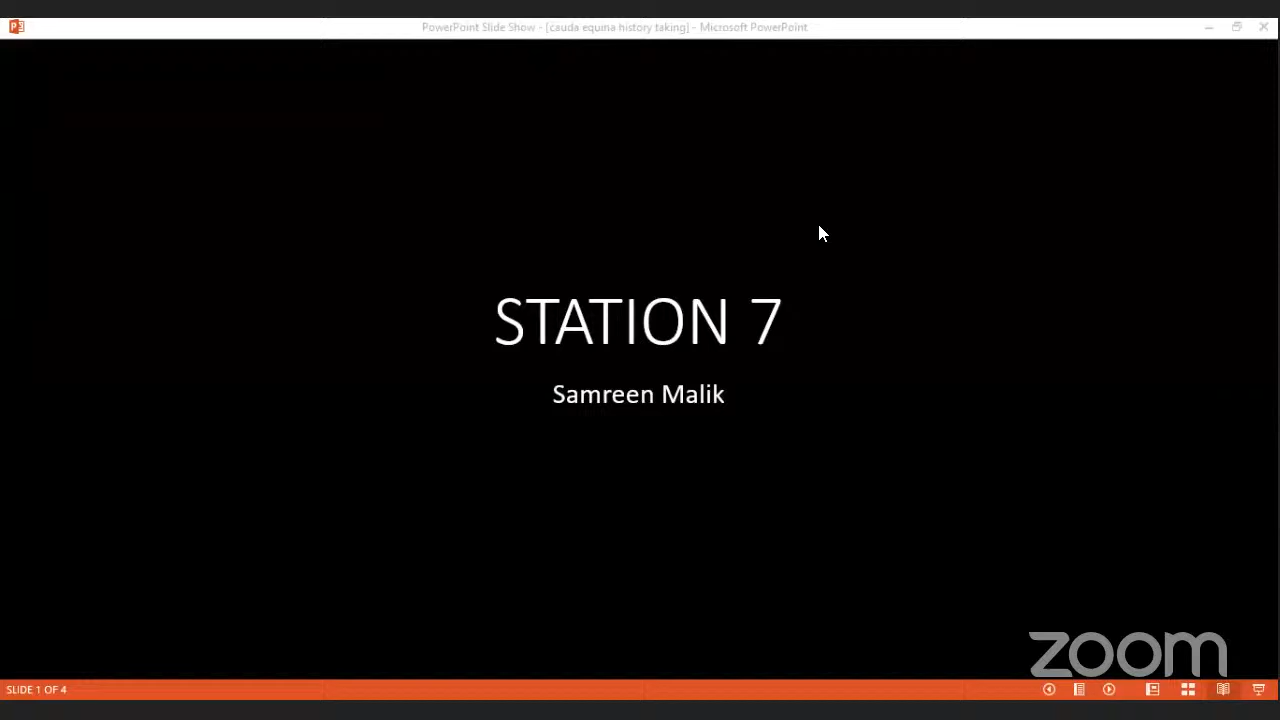 PowerPoint Slide Show - [cauda equina history taking] - Microsoft PowerPoint
STATION 7
Samreen Malik
zoom
SLIDE 1 OF 4